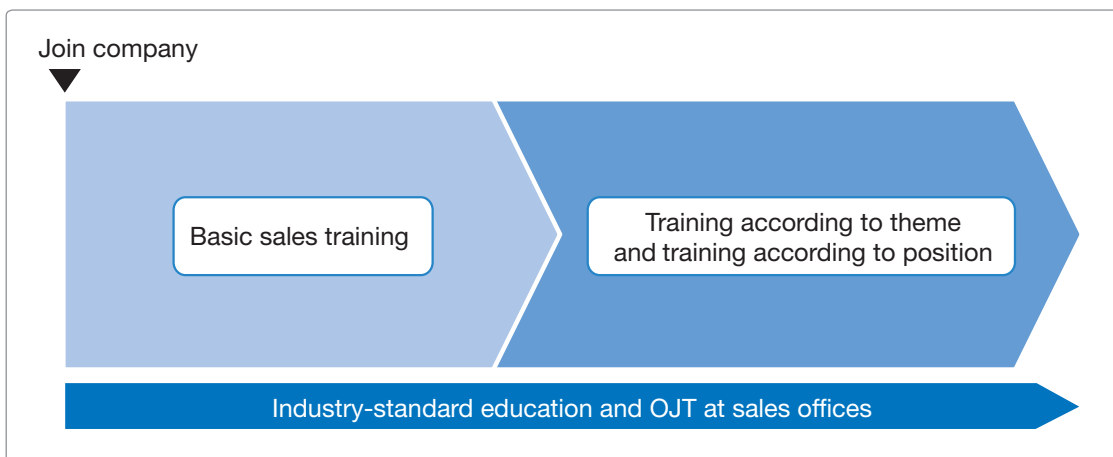 Join company
Basic sales training
Training according to theme
and training according to position
Industry-standard education and OJT at sales offices